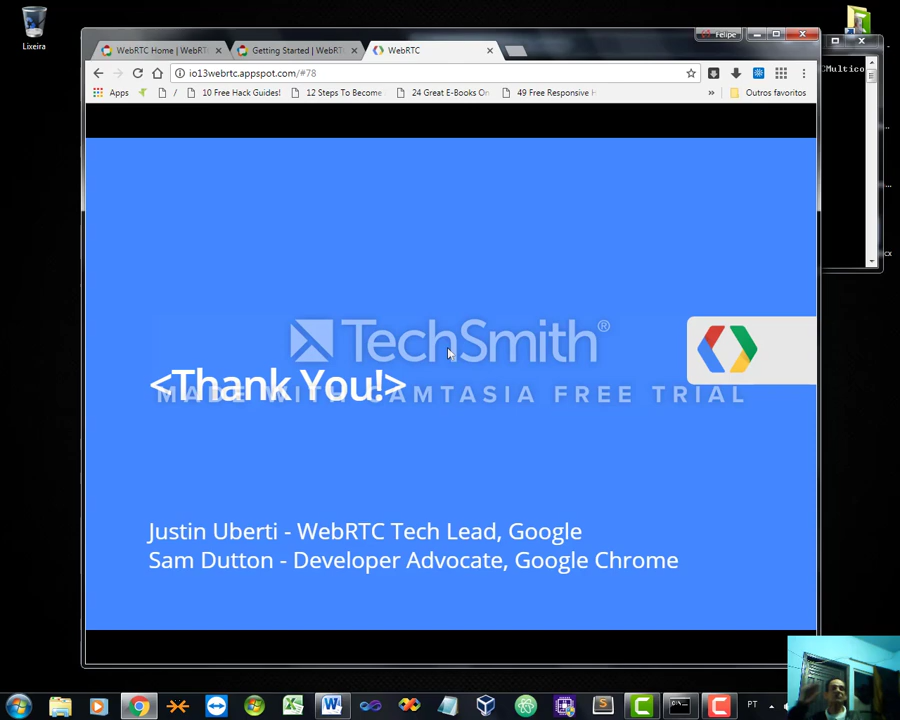 Lixeira
Felipe
WebRTC Home | WebRT
Getting Started | WebRT
WebRTC
io13webrtc.appspot.com/#78
Apps
/
10 Free Hack Guides!
12 Steps To Become
24 Great E-Books On
49 Free Responsive H
»
Outros favoritos
CMultico
TechSmith®
<Thank You!>
MADE WITH CAMTASIA FREE TRIAL
Justin Uberti - WebRTC Tech Lead, Google
Sam Dutton - Developer Advocate, Google Chrome
PT